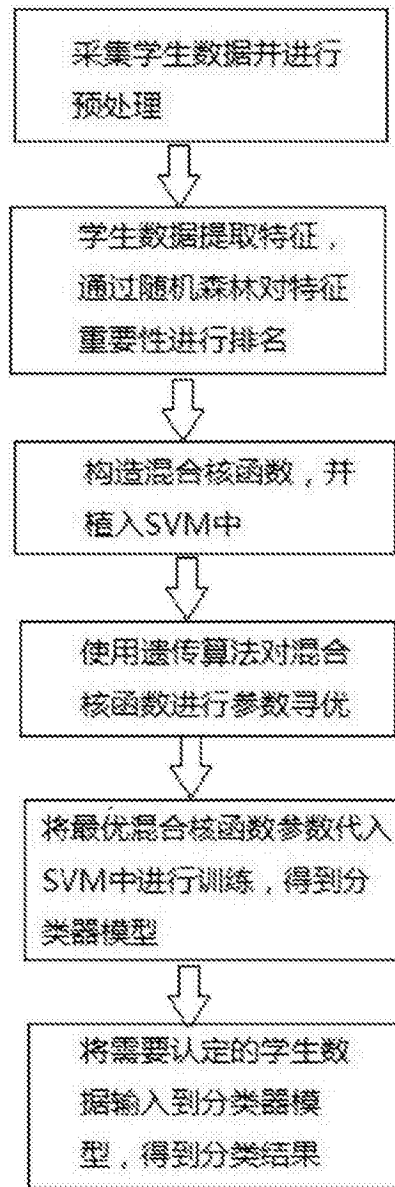 采集学生数据并进行
预处理
学生数据提取特征，
通过随机森林对特征
重要性进行排名
构造混合核函数，并
植入SVM中
使用遗传算法对混合
核函数进行参数寻优
将最优混合核函数参数代入
SVM中进行训练，得到分
类器模型
将需要认定的学生数
据输入到分类器模
型，得到分类结果